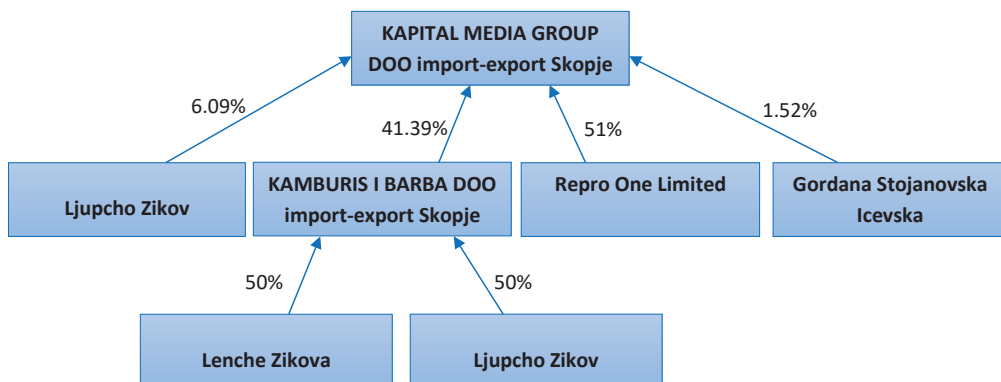 KAPITAL MEDIA GROUP
DOO import-export Skopje
6.09%
41.39%
51%
1.52%
Ljupcho Zikov
KAMBURIS I BARBA DOO
import-export Skopje
Repro One Limited
Gordana Stojanovska
Icevska
50%
50%
Lenche Zikova
Ljupcho Zikov